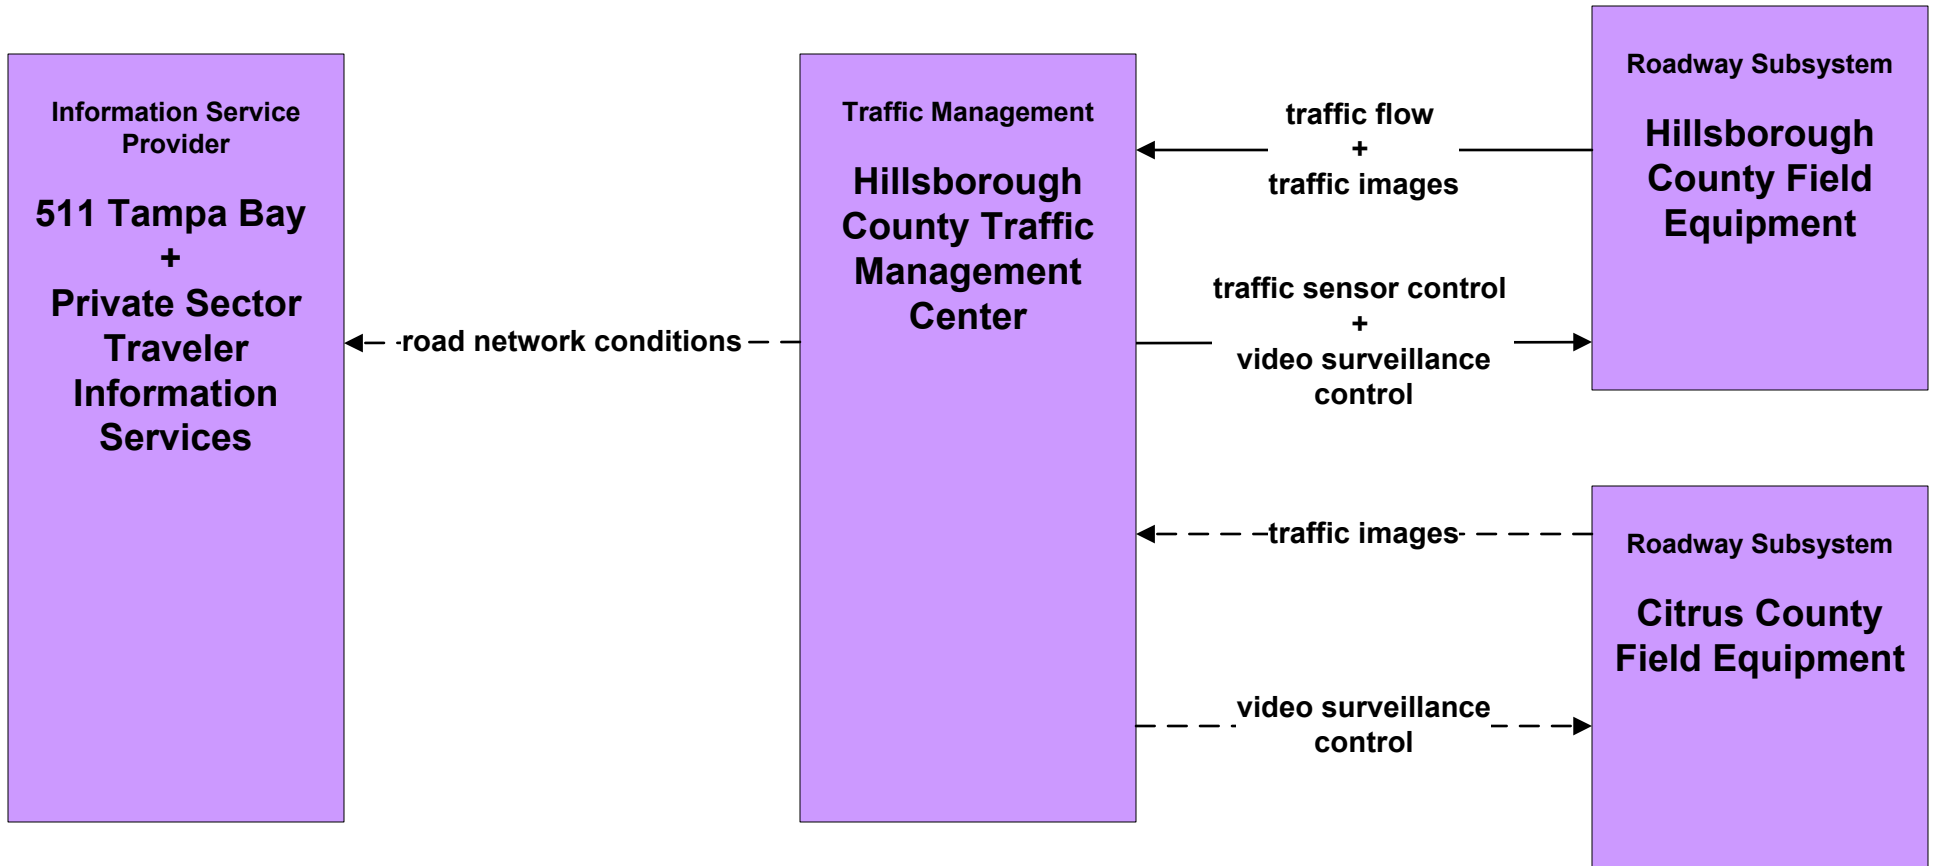 Information Service
Provider
511 Tampa Bay
+
Private Sector
Traveler
Information
Services
road network conditions
Traffic Management
Hillsborough
County Traffic
Management
Center
traffic flow
+
traffic images
traffic sensor control
+
video surveillance
control
traffic images
video surveillance
control
Roadway Subsystem
Hillsborough
County Field
Equipment
Roadway Subsystem
Citrus County
Field Equipment